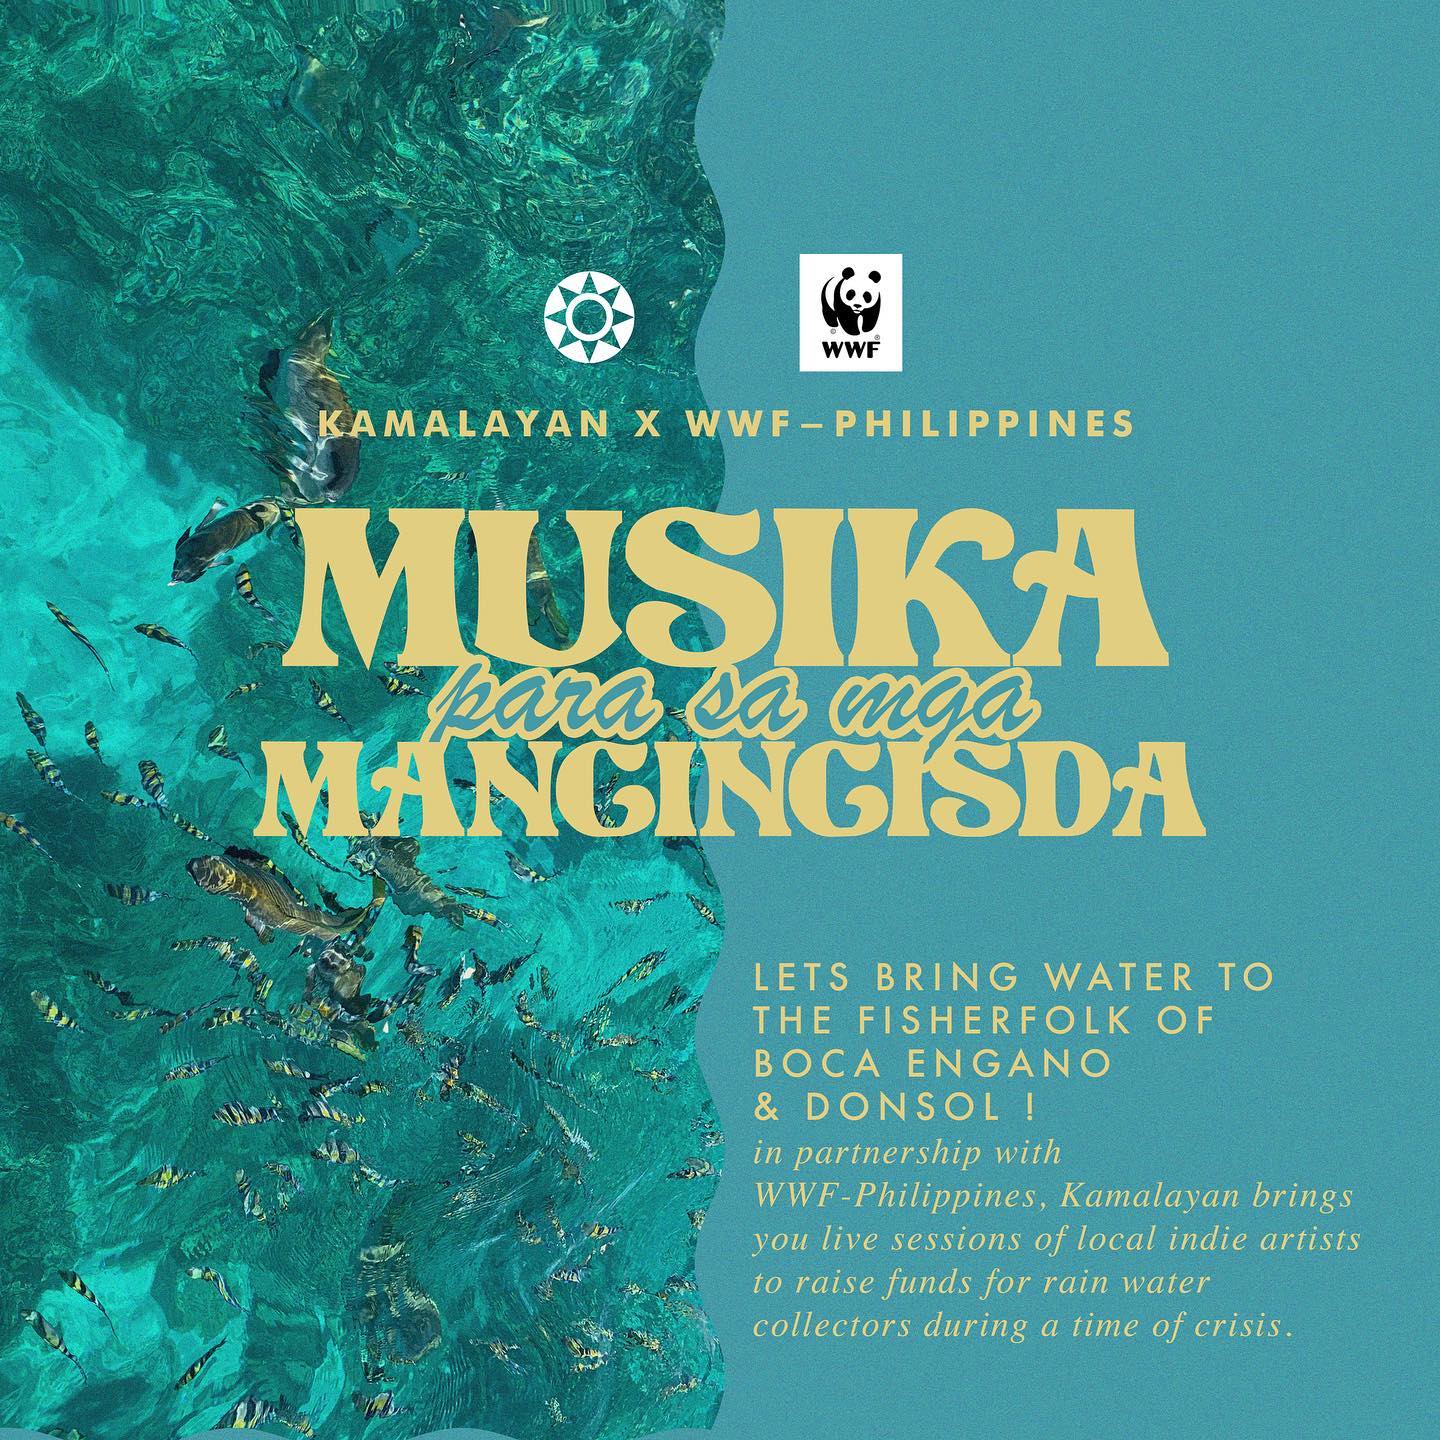 WWF
KAMALAYAN X WWF–PHILIPPINES
MUSIKA
para sa mga
MANGINGISDA
LETS BRING WATER TO
THE FISHERFOLK OF
BOCA ENGANO
& DONSOL !
in partnership with
WWF-Philippines, Kamalayan brings
you live sessions of local indie artists
to raise funds for rain water
collectors during a time of crisis.